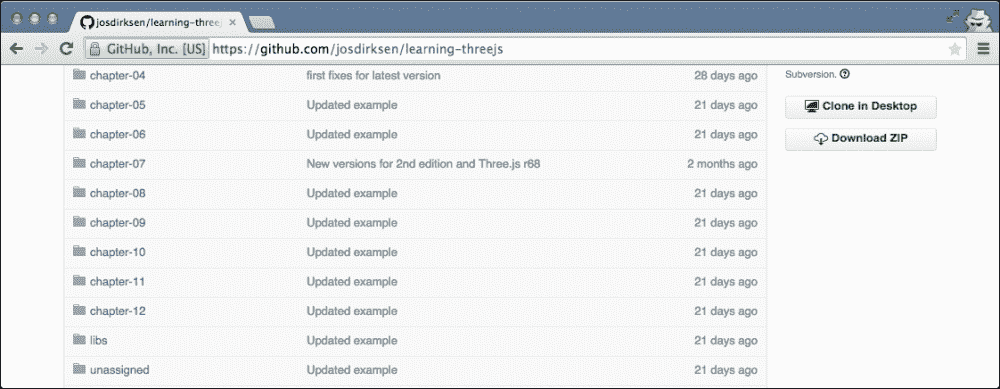 josdirksen/learning-three
GitHub, Inc. [US] https://github.com/josdirksen/learning-threejs
chapter-04 first fixes for latest version 28 days ago
Subversion.
chapter-05 Updated example 21 days ago
Clone in Desktop
chapter-06 Updated example 21 days ago
Download ZIP
chapter-07 New versions for 2nd edition and Three.js r68 2 months ago
chapter-08 Updated example 21 days ago
chapter-09 Updated example 21 days ago
chapter-10 Updated example 21 days ago
chapter-11 Updated example 21 days ago
chapter-12 Updated example 21 days ago
libs Updated example 21 days ago
unassigned Updated example 21 days ago